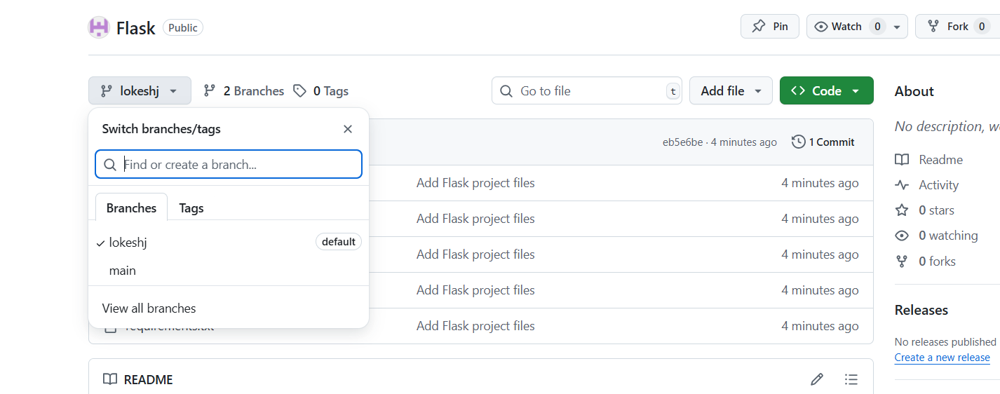 Flask Public
Pin
Watch 0
Fork 0
lokeshj
2 Branches
0 Tags
Go to file t
Add file
Code
About
Switch branches/tags
Find or create a branch...
Branches Tags
lokeshj default
main
View all branches
eb5e6be · 4 minutes ago 1 Commit
Add Flask project files 4 minutes ago
Add Flask project files 4 minutes ago
Add Flask project files 4 minutes ago
Add Flask project files 4 minutes ago
requirements.txt Add Flask project files 4 minutes ago
README
No description, w
Readme
Activity
0 stars
0 watching
0 forks
Releases
No releases published
Create a new release